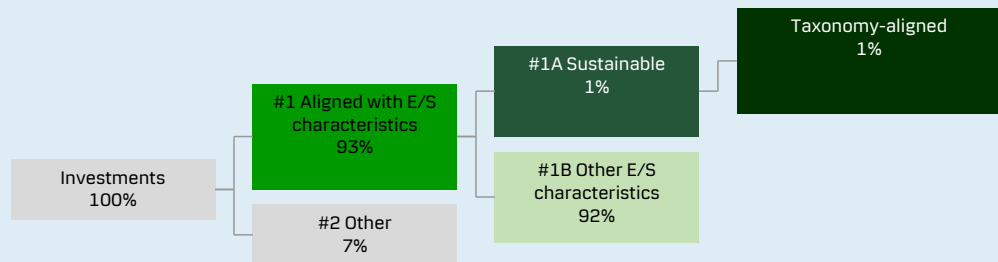 Investments
100%
#1 Aligned with E/S
characteristics
93%
#2 Other
7%
#1A Sustainable
1%
#1B Other E/S
characteristics
92%
Taxonomy-aligned
1%